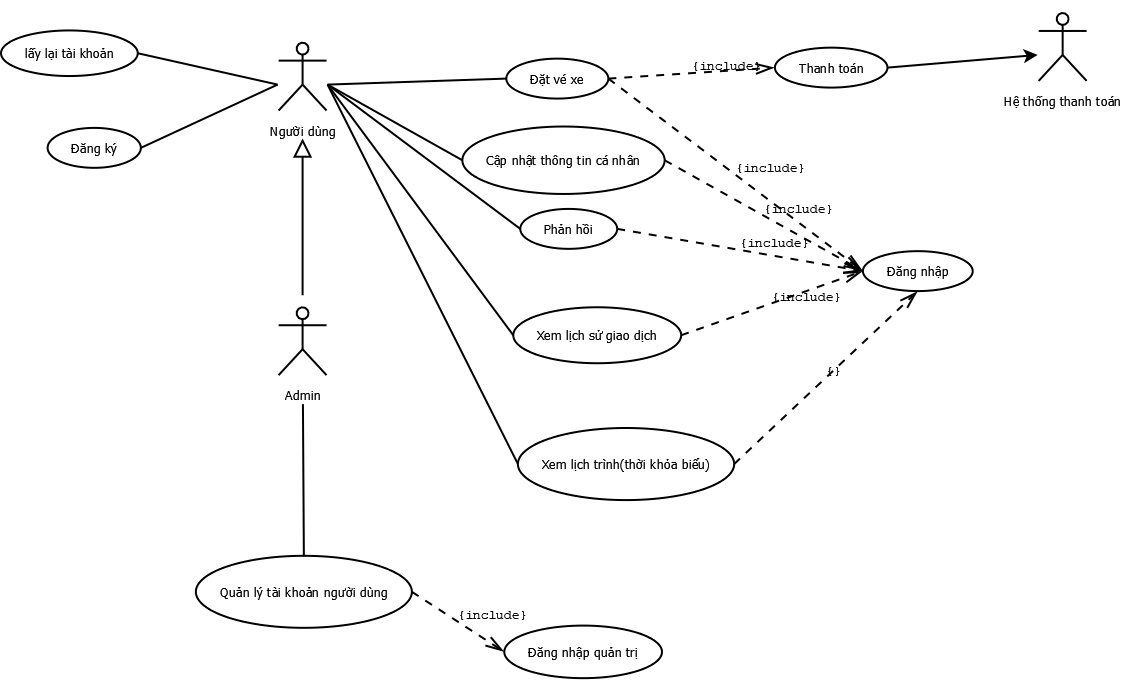 lấy lại tài khoản
Đặt vé xe
{include}
Thanh toán
Hệ thống thanh toán
Người dùng
Đăng ký
Cập nhật thông tin cá nhân
{include}
{include}
Phản hồi
{include}
Đăng nhập
{include}
Xem lịch sử giao dịch
{}
Admin
Xem lịch trình(thời khóa biểu)
Quản lý tài khoản người dùng
{include}
Đăng nhập quản trị